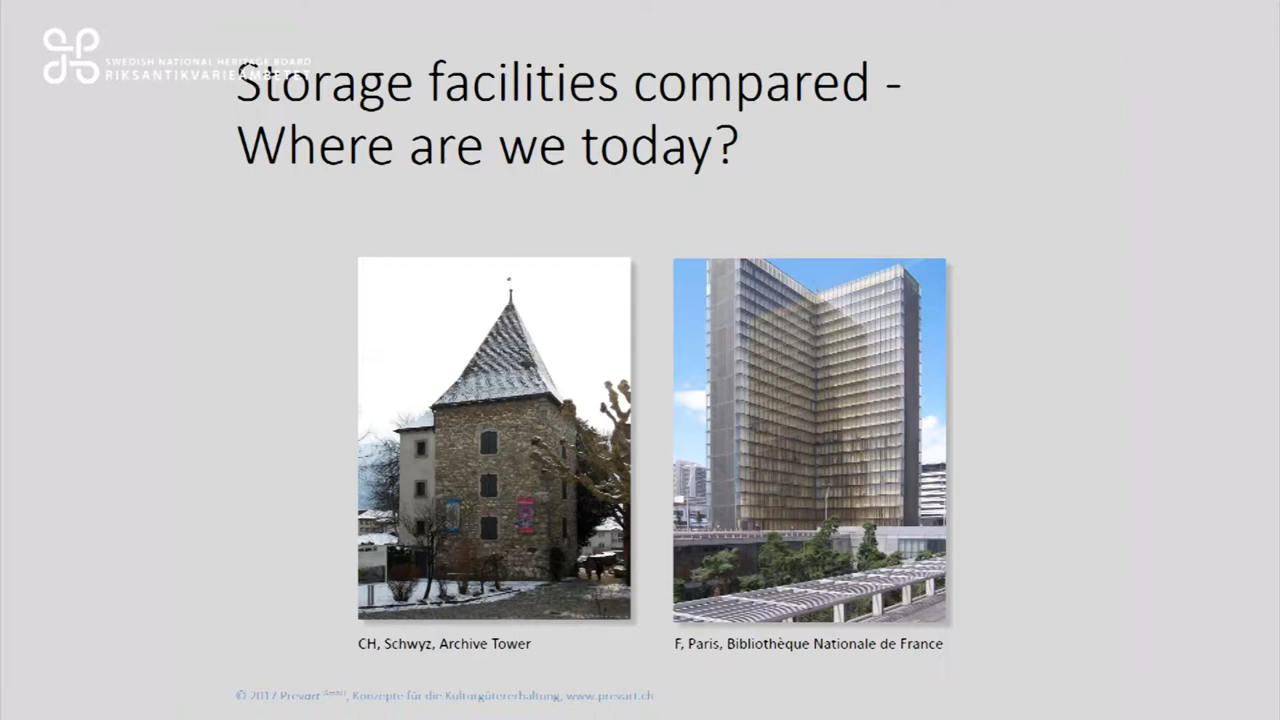 SWEDISH NATIONAL HERITAGE BOARD
RIKSANTIKVARIEÄMBETET
Storage facilities compared -
Where are we today?
CH, Schwyz, Archive Tower
F, Paris, Bibliothèque Nationale de France
© 2017 Prevart GmbH, Konzepte für die Kulturgütererhaltung, www.prevart.ch